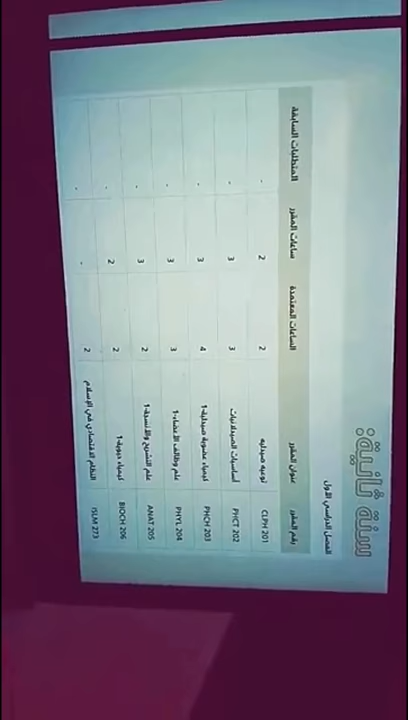 سنة ثانية:
الفصل الدراسي الأول
رقم المقرر عنوان المقرر الساعات المعتمدة ساعات المقرر المتطلبات السابقة
CLPH 201 توعيه صيدليه 2 2 -
PHCT 202 أساسيات الصيدلانيات 3 3 -
PHCH 203 كيمياء عضوية صيدلية-1 4 3 -
PHYL 204 علم وظائف الأعضاء-1 3 3 -
ANAT 205 علم التشريح والأنسجة-1 2 3 -
BIOCH 206 كيمياء حيوية-1 2 2 -
ISLM 273 النظام الاقتصادي في الإسلام 2 - -